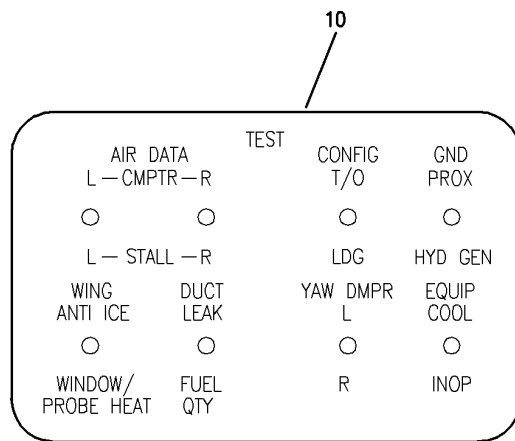 10
TEST
AIR DATA CONFIG GND
L — CMPTR — R T/O PROX
L — STALL — R LDG HYD GEN
WING DUCT YAW DMPR EQUIP
ANTI ICE LEAK L COOL
WINDOW/ FUEL R INOP
PROBE HEAT QTY